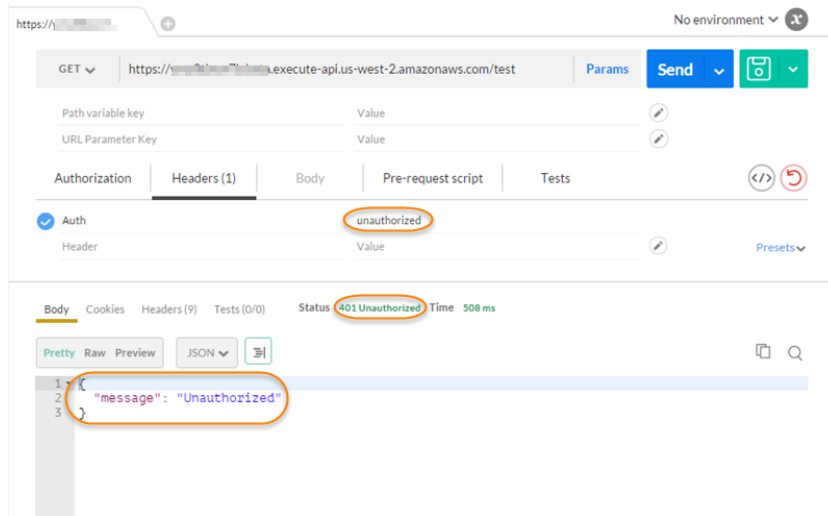 https://
No environment
GET https:// .execute-api.us-west-2.amazonaws.com/test Params Send
Path variable key Value
URL Parameter Key Value
Authorization Headers (1) Body Pre-request script Tests
Auth unauthorized
Header Value Presets
Body Cookies Headers (9) Tests (0/0) Status 401 Unauthorized Time 508 ms
Pretty Raw Preview JSON
1 {
2 "message": "Unauthorized"
3 }